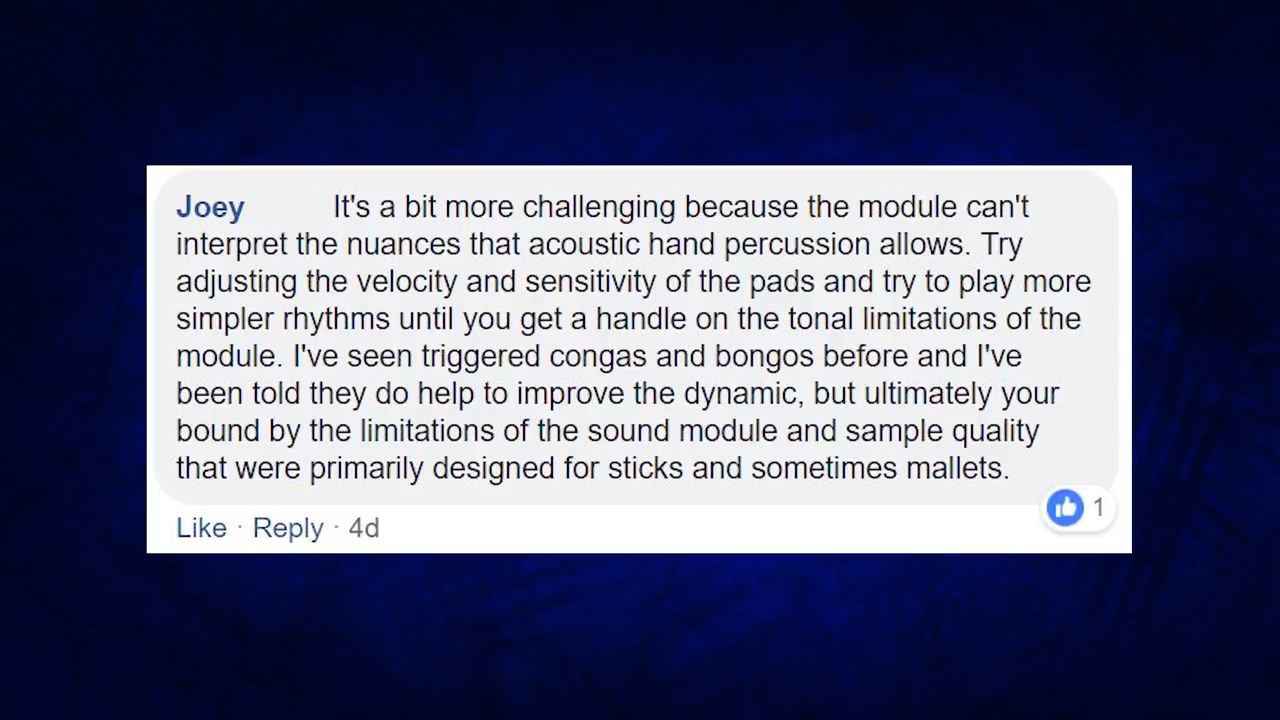 Joey It's a bit more challenging because the module can't
interpret the nuances that acoustic hand percussion allows. Try
adjusting the velocity and sensitivity of the pads and try to play more
simpler rhythms until you get a handle on the tonal limitations of the
module. I've seen triggered congas and bongos before and I've
been told they do help to improve the dynamic, but ultimately your
bound by the limitations of the sound module and sample quality
that were primarily designed for sticks and sometimes mallets.
1
Like · Reply · 4d